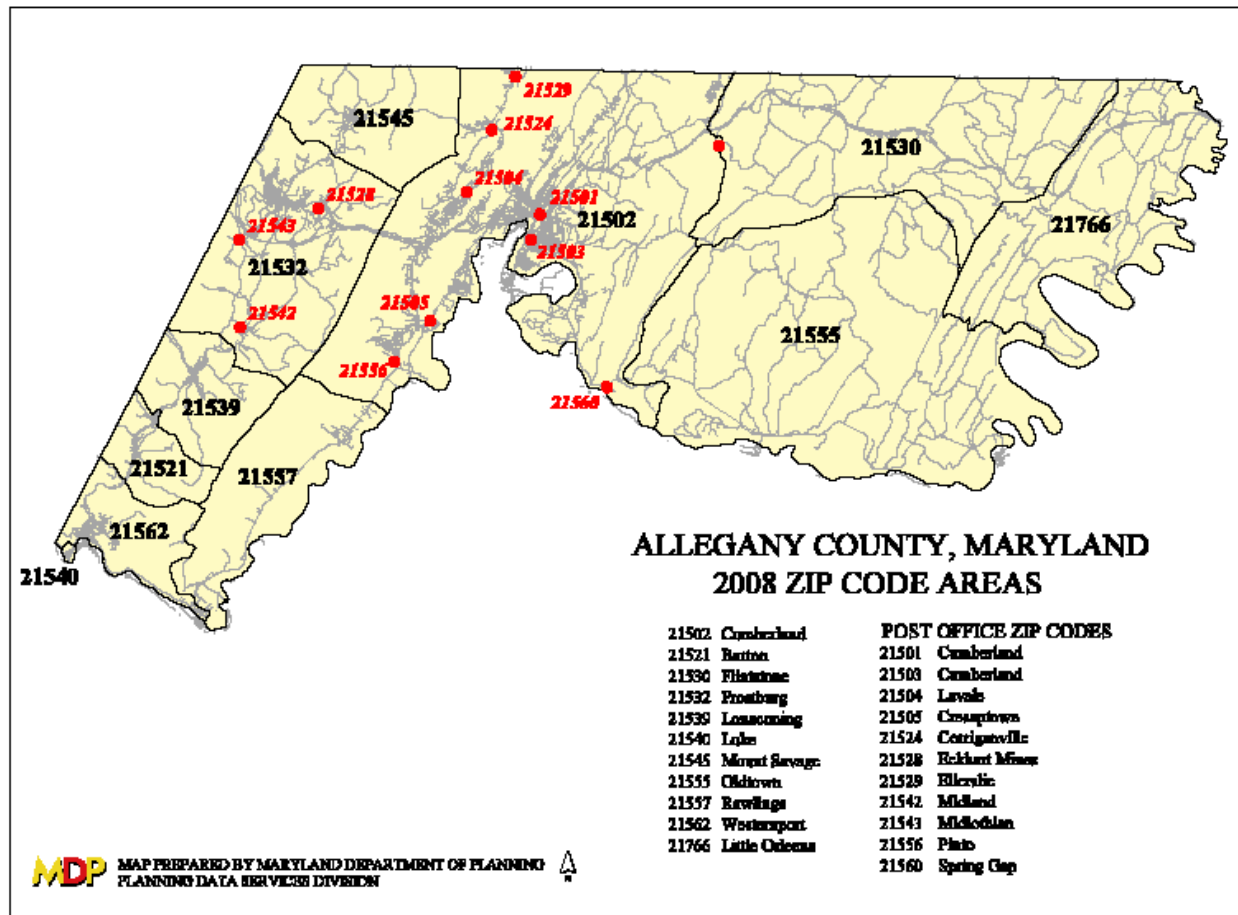 21529
21545
21524
21530
21504
21528
21501
21502
21766
21543
21503
21532
21505
21542
21555
21556
21560
21539
21521
21557
21562
21540
ALLEGANY COUNTY, MARYLAND
2008 ZIP CODE AREAS
21502 Cumberland
21521 Barton
21530 Flintstone
21532 Frostburg
21539 Lonaconing
21540 Luke
21545 Mount Savage
21555 Oldtown
21557 Rawlings
21562 Westernport
21766 Little Orleans
POST OFFICE ZIP CODES
21501 Cumberland
21503 Cumberland
21504 Lavale
21505 Cresaptown
21524 Corriganville
21528 Eckhart Mines
21529 Ellerslie
21542 Midland
21543 Midlothian
21556 Pinto
21560 Spring Gap
MDP MAP PREPARED BY MARYLAND DEPARTMENT OF PLANNING
PLANNING DATA SERVICES DIVISION
N